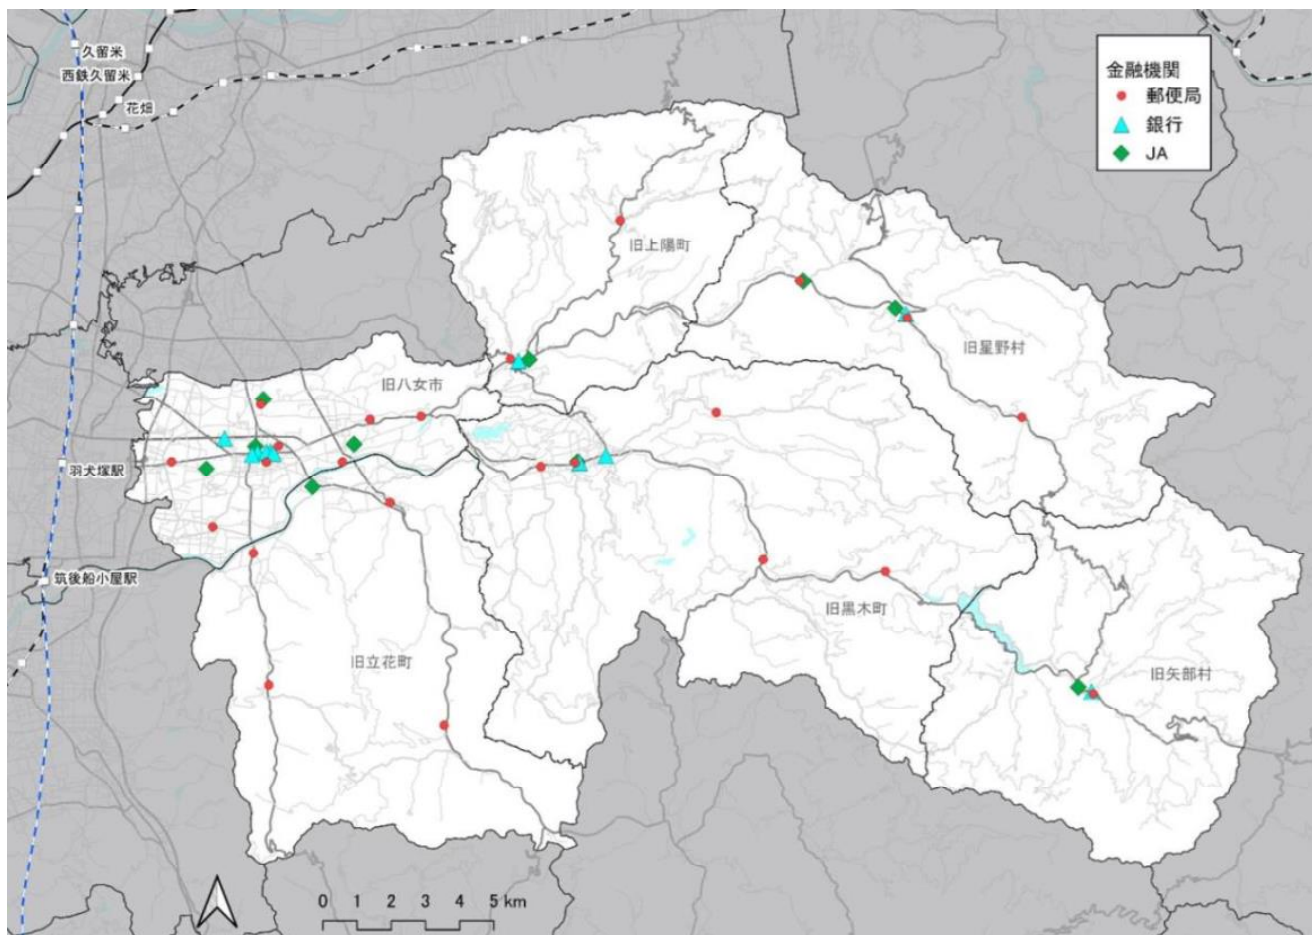 久留米
西鉄久留米
花畑
金融機関
郵便局
銀行
JA
旧上陽町
旧星野村
旧八女市
羽犬塚駅
筑後船小屋駅
旧黒木町
旧立花町
旧矢部村
0 1 2 3 4 5 km